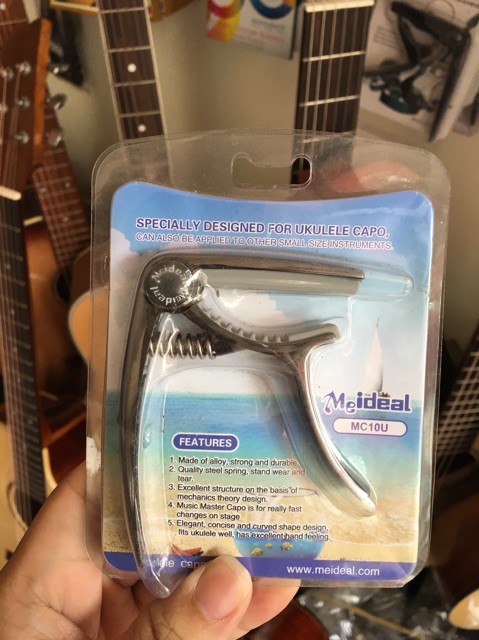 SPECIALLY DESIGNED FOR UKULELE CAPO,
CAN ALSO BE APPLIED TO OTHER SMALL SIZE INSTRUMENTS.
Meideal
Meideal
Meideal
MC10U
FEATURES
1. Made of alloy, strong and durable
2. Quality steel spring, stand wear and
tear.
3. Excellent structure on the basis of
mechanics theory design.
4. Music Master Capo is for really fast
changes on stage
5. Elegant, concise and curved shape design,
fits ukulele well, has excellent hand feeling.
www.meideal.com